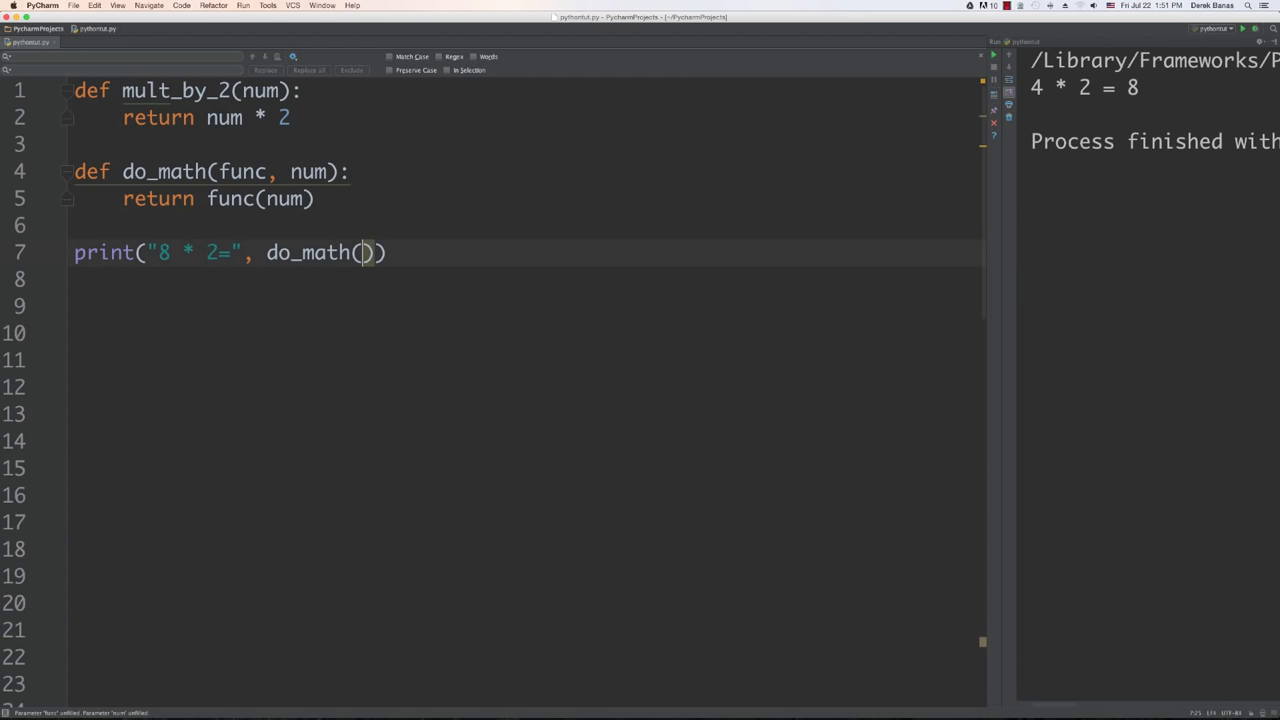 PyCharm File Edit View Navigate Code Refactor Run Tools VCS Window Help 10 Fri Jul 22 1:51 PM Derek Banas
pythontut.py - PycharmProjects - [~/PycharmProjects]
PycharmProjects pythontut.py pythontut
pythontut.py Run pythontut
Match Case Regex Words
Replace Replace all Exclude Preserve Case In Selection
1 def mult_by_2(num):
2 return num * 2
3
4 def do_math(func, num):
5 return func(num)
6
7 print("8 * 2=", do_math())
8
9
10
11
12
13
14
15
16
17
18
19
20
21
22
23
24
/Library/Frameworks/P
4 * 2 = 8
Process finished with
Parameter "func" unfilled. Parameter "num" unfilled. 7:25 LF÷ UTF-8÷